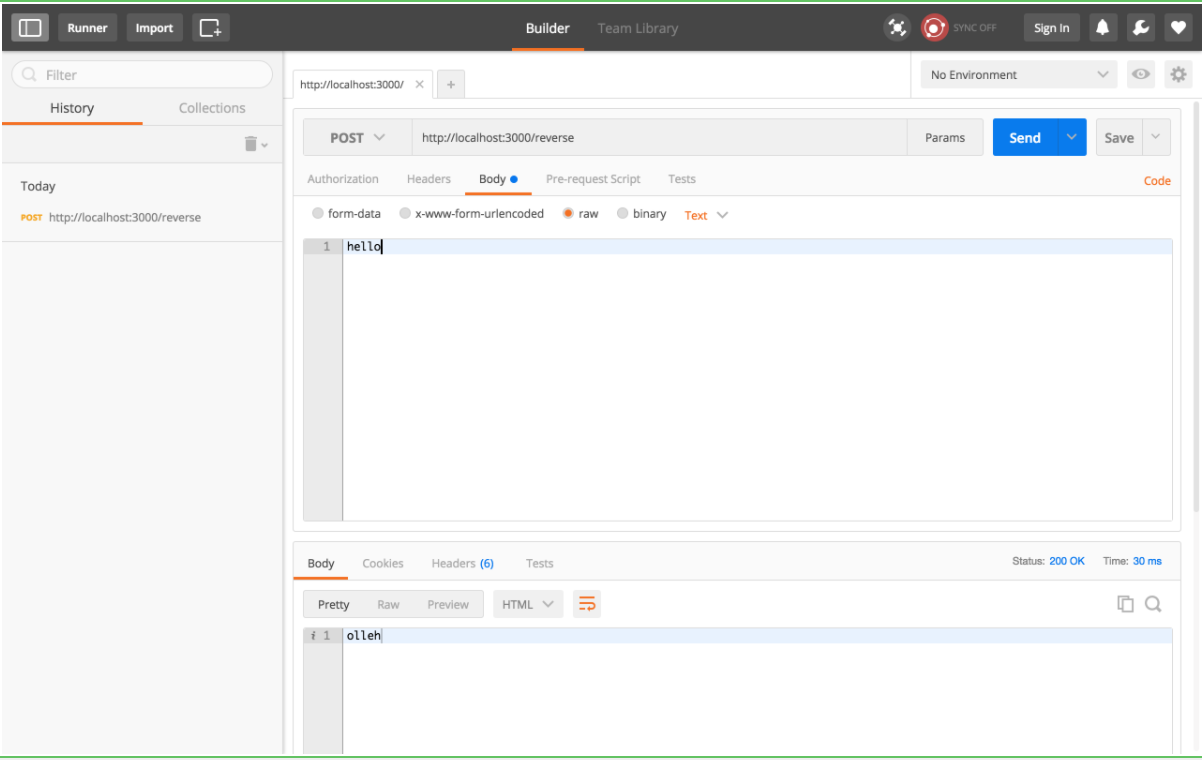 Runner Import Builder Team Library SYNC OFF Sign In
Filter
History Collections
Today
POST http://localhost:3000/reverse
http://localhost:3000/ × + No Environment
POST http://localhost:3000/reverse Params Send Save
Authorization Headers Body Pre-request Script Tests Code
form-data x-www-form-urlencoded raw binary Text
1 hello
Body Cookies Headers (6) Tests Status: 200 OK Time: 30 ms
Pretty Raw Preview HTML
i 1 olleh